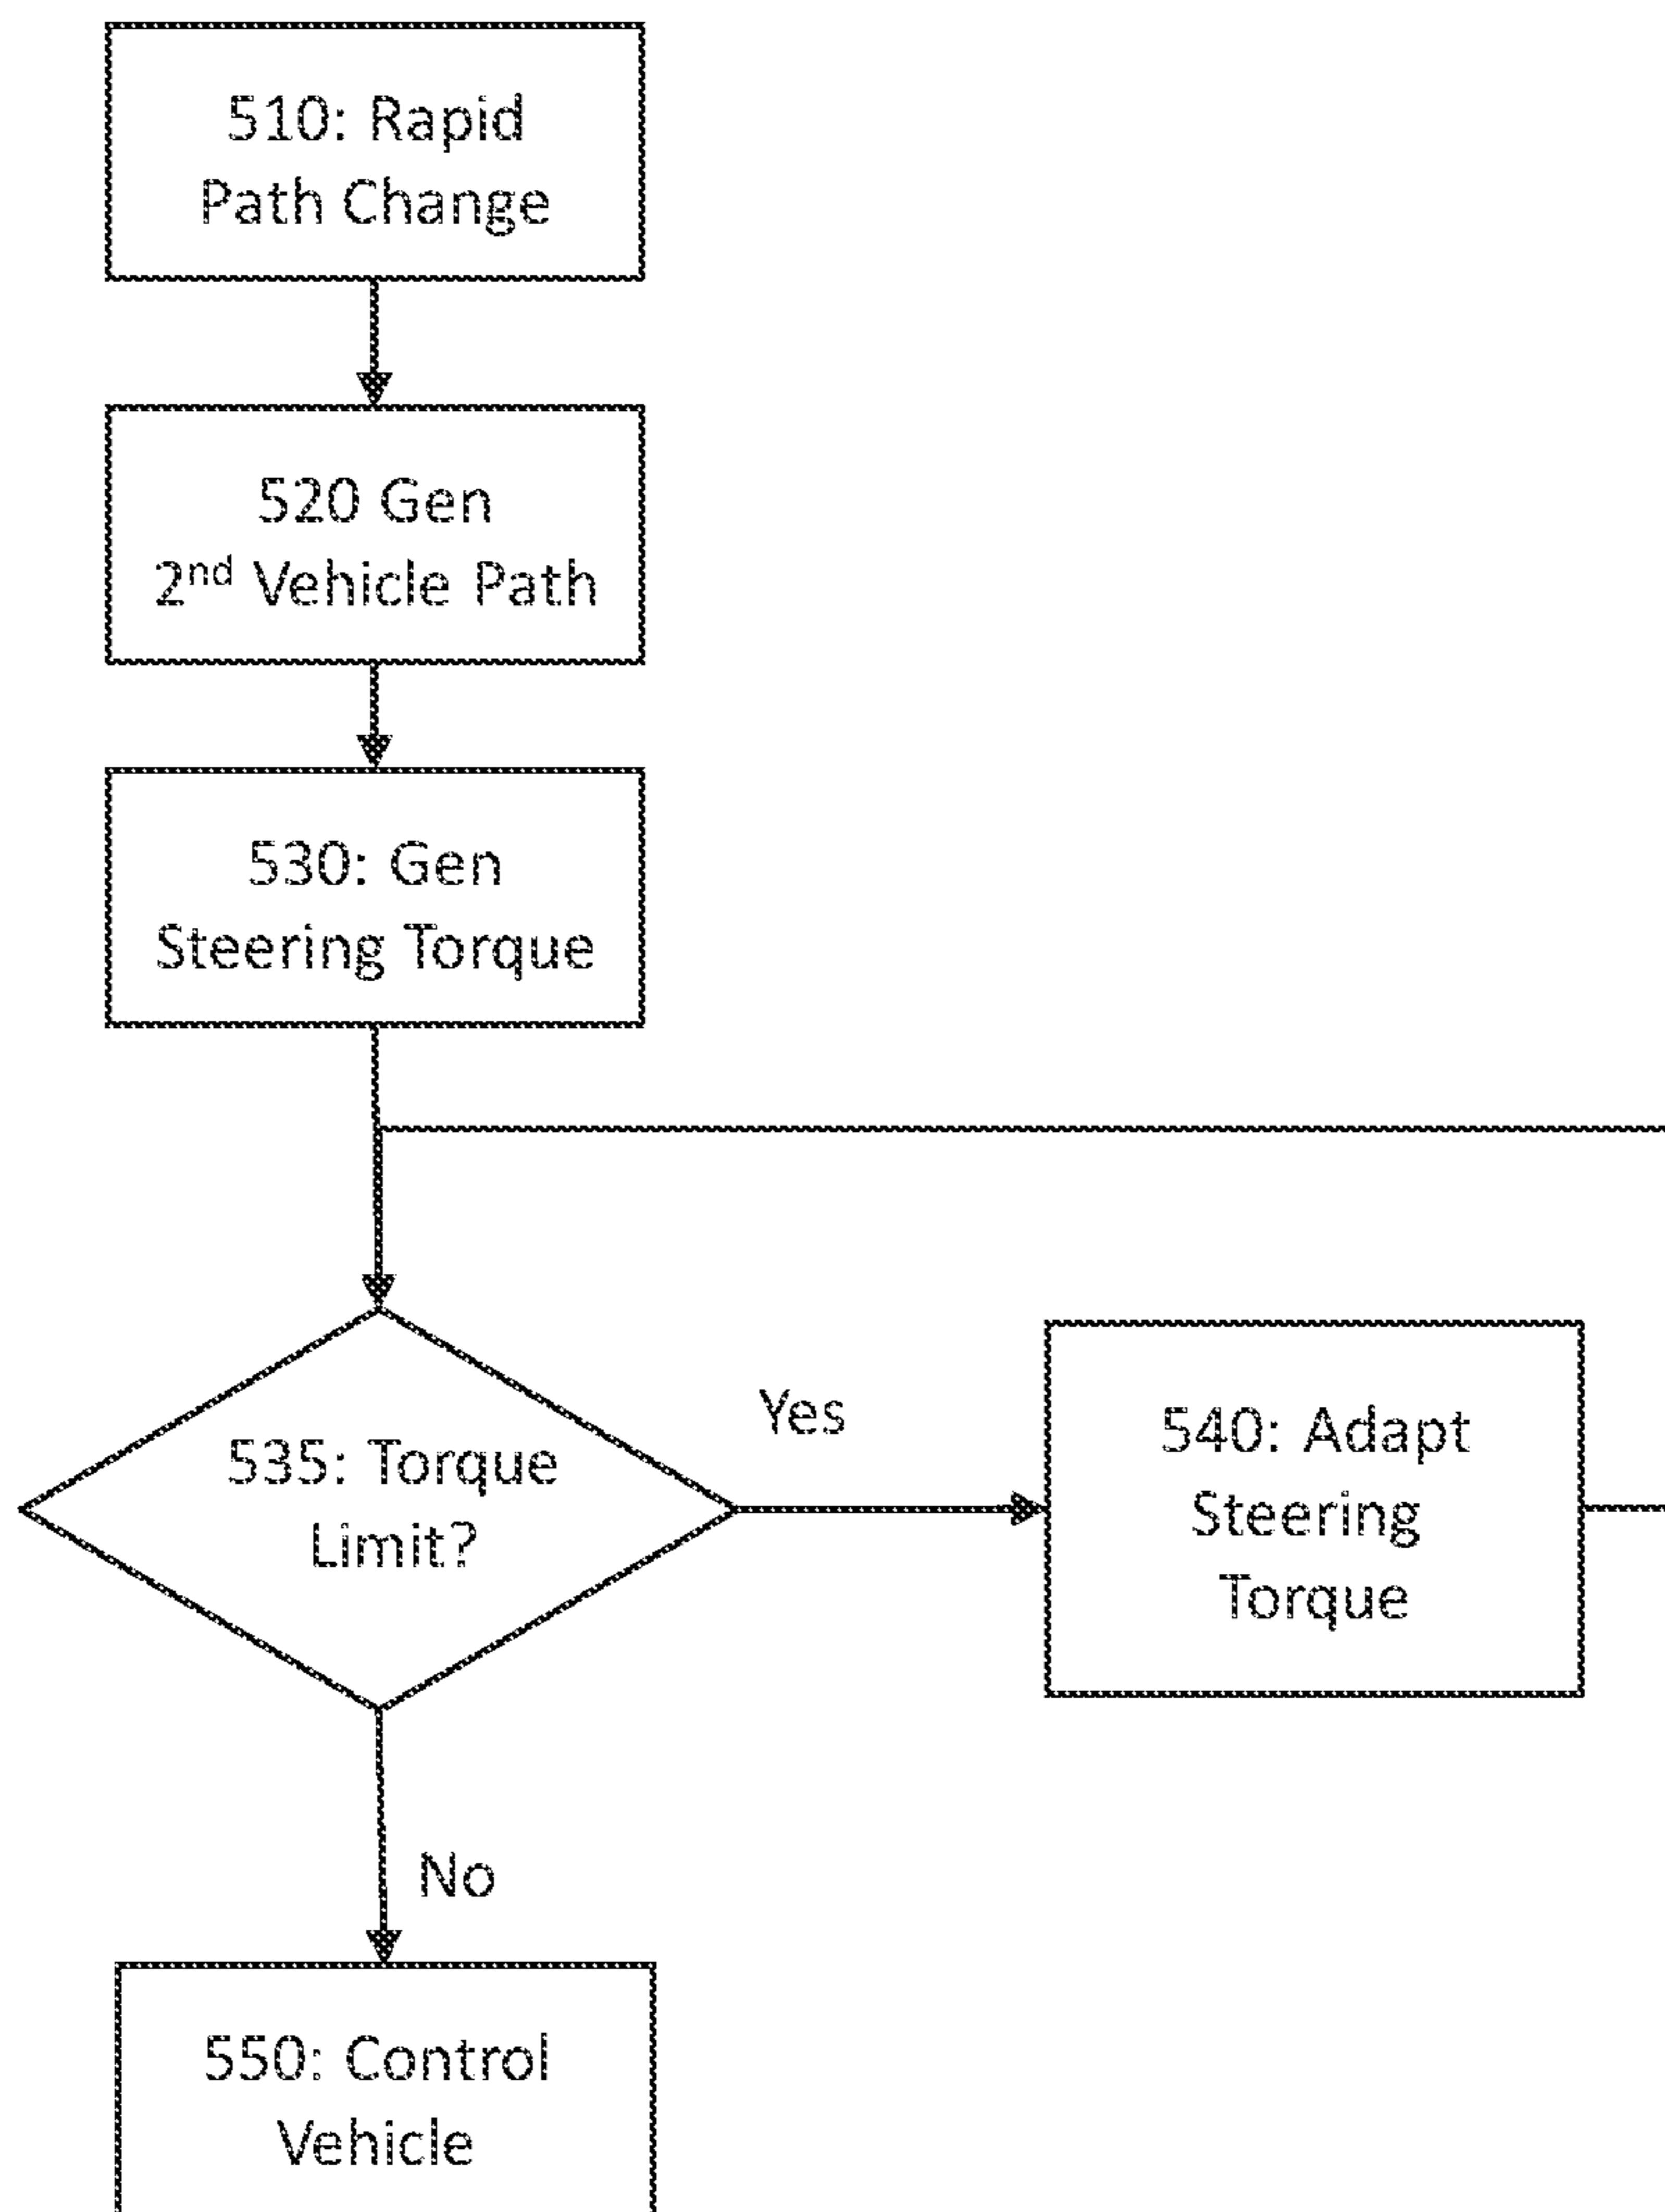 510: Rapid
Path Change
520 Gen
2nd Vehicle Path
530: Gen
Steering Torque
535: Torque
Limit?
Yes
540: Adapt
Steering
Torque
No
550: Control
Vehicle